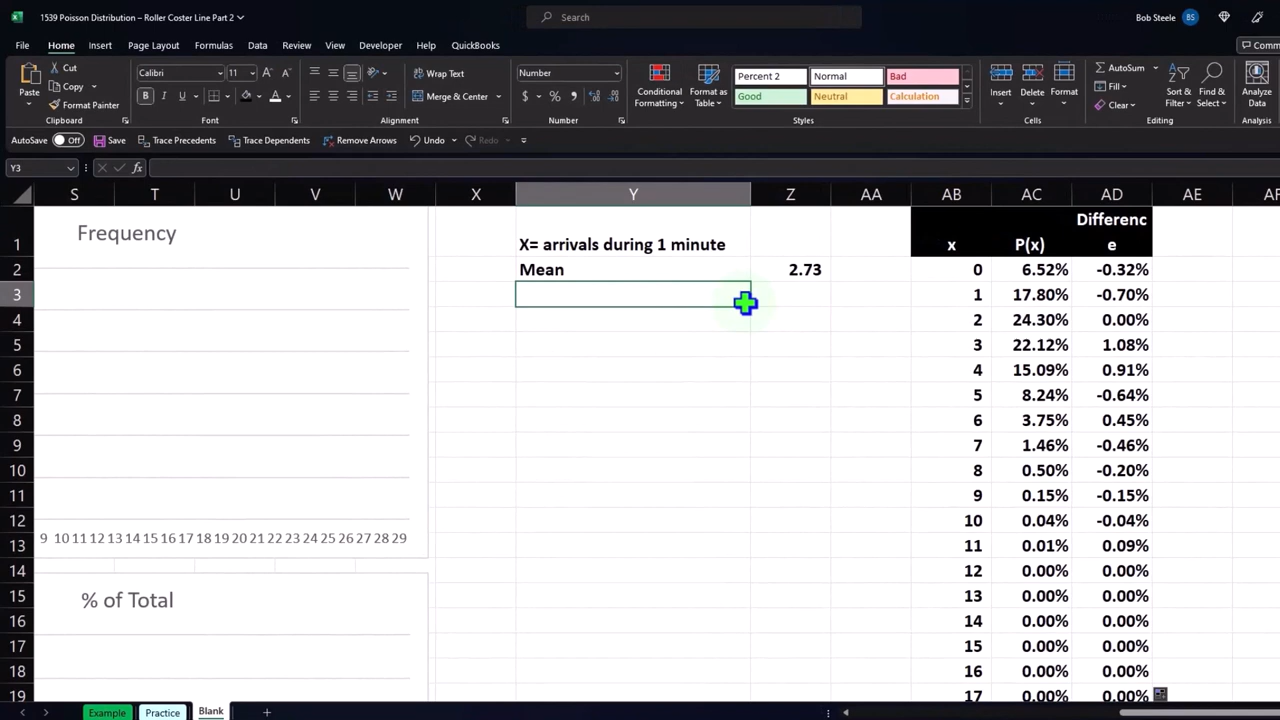 1539 Poisson Distribution – Roller Coster Line Part 2
Search
Bob Steele
BS
File Home Insert Page Layout Formulas Data Review View Developer Help QuickBooks
Comm
Paste
Cut
Copy
Format Painter
Clipboard
Calibri
11
B I U
Font
Wrap Text
Merge & Center
Alignment
Number
$ % 9
Number
Conditional Formatting
Format as Table
Percent 2 Normal Bad
Good Neutral Calculation
Styles
Insert Delete Format
Cells
AutoSum
Fill
Clear
Sort & Filter
Find & Select
Editing
Analyze Data
Analysis
AutoSave Off Save Trace Precedents Trace Dependents Remove Arrows Undo Redo
Y3
fx
S T U V W X Y Z AA AB AC AD AE AF
Frequency
9 10 11 12 13 14 15 16 17 18 19 20 21 22 23 24 25 26 27 28 29
% of Total
1 X= arrivals during 1 minute x P(x) Difference
2 Mean 2.73 0 6.52% -0.32%
3 1 17.80% -0.70%
4 2 24.30% 0.00%
5 3 22.12% 1.08%
6 4 15.09% 0.91%
7 5 8.24% -0.64%
8 6 3.75% 0.45%
9 7 1.46% -0.46%
10 8 0.50% -0.20%
11 9 0.15% -0.15%
12 10 0.04% -0.04%
13 11 0.01% 0.09%
14 12 0.00% 0.00%
15 13 0.00% 0.00%
16 14 0.00% 0.00%
17 15 0.00% 0.00%
18 16 0.00% 0.00%
19 17 0.00% 0.00%
Example Practice Blank